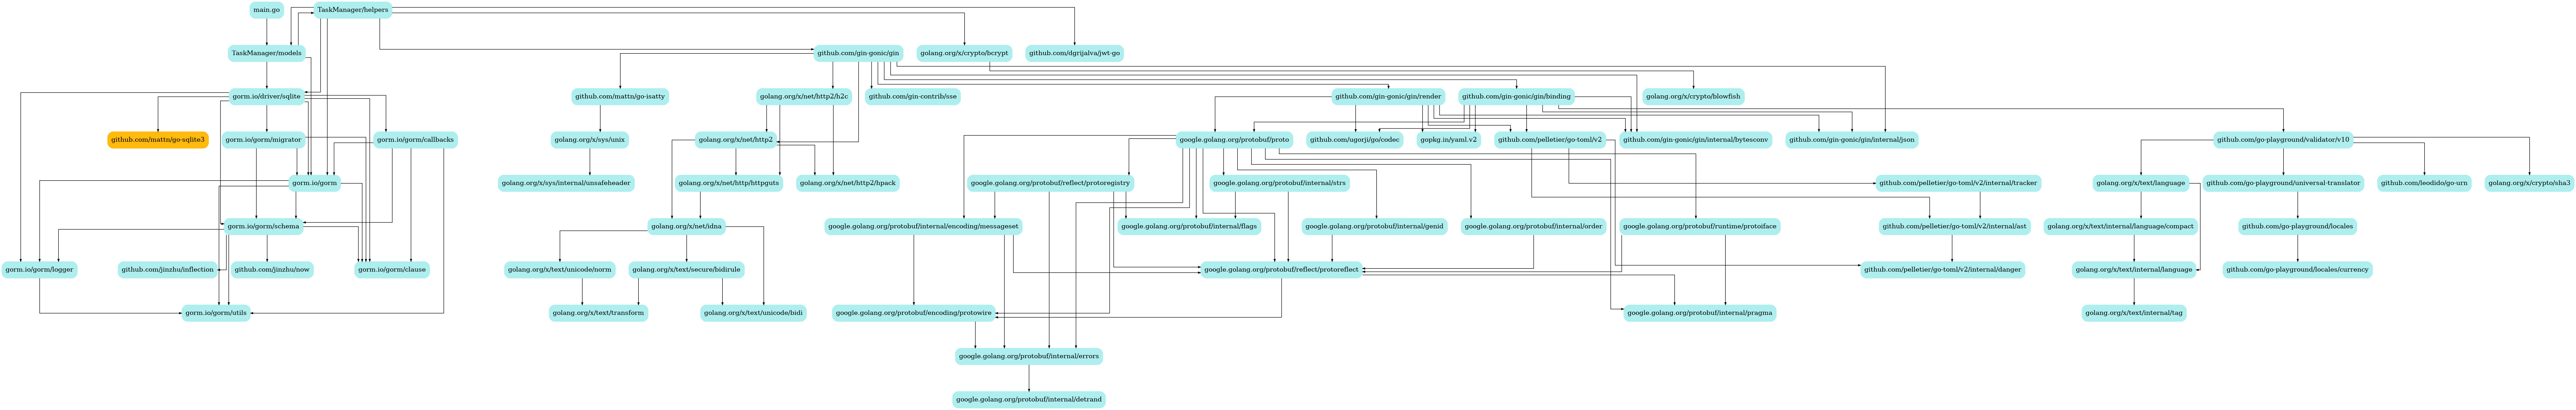 main.go
TaskManager/helpers
TaskManager/models
github.com/gin-gonic/gin
golang.org/x/crypto/bcrypt
github.com/dgrijalva/jwt-go
gorm.io/driver/sqlite
github.com/mattn/go-isatty
golang.org/x/net/http2/h2c
github.com/gin-contrib/sse
github.com/gin-gonic/gin/render
github.com/gin-gonic/gin/binding
golang.org/x/crypto/blowfish
github.com/mattn/go-sqlite3
gorm.io/gorm/migrator
gorm.io/gorm/callbacks
golang.org/x/sys/unix
golang.org/x/net/http2
google.golang.org/protobuf/proto
github.com/ugorji/go/codec
gopkg.in/yaml.v2
github.com/pelletier/go-toml/v2
github.com/gin-gonic/gin/internal/bytesconv
github.com/gin-gonic/gin/internal/json
github.com/go-playground/validator/v10
gorm.io/gorm
golang.org/x/sys/internal/unsafeheader
golang.org/x/net/http/httpguts
golang.org/x/net/http2/hpack
google.golang.org/protobuf/reflect/protoregistry
google.golang.org/protobuf/internal/strs
github.com/pelletier/go-toml/v2/internal/tracker
golang.org/x/text/language
github.com/go-playground/universal-translator
github.com/leodido/go-urn
golang.org/x/crypto/sha3
gorm.io/gorm/schema
golang.org/x/net/idna
google.golang.org/protobuf/internal/encoding/messageset
google.golang.org/protobuf/internal/flags
google.golang.org/protobuf/internal/genid
google.golang.org/protobuf/internal/order
google.golang.org/protobuf/runtime/protoiface
github.com/pelletier/go-toml/v2/internal/ast
golang.org/x/text/internal/language/compact
github.com/go-playground/locales
gorm.io/gorm/logger
github.com/jinzhu/inflection
github.com/jinzhu/now
gorm.io/gorm/clause
golang.org/x/text/unicode/norm
golang.org/x/text/secure/bidirule
google.golang.org/protobuf/reflect/protoreflect
github.com/pelletier/go-toml/v2/internal/danger
golang.org/x/text/internal/language
github.com/go-playground/locales/currency
gorm.io/gorm/utils
golang.org/x/text/transform
golang.org/x/text/unicode/bidi
google.golang.org/protobuf/encoding/protowire
google.golang.org/protobuf/internal/pragma
golang.org/x/text/internal/tag
google.golang.org/protobuf/internal/errors
google.golang.org/protobuf/internal/detrand